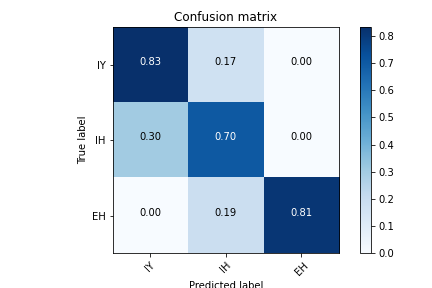 Confusion matrix
IY 0.83 0.17 0.00
IH 0.30 0.70 0.00
EH 0.00 0.19 0.81
IY IH EH
True label
Predicted label
0.8
0.7
0.6
0.5
0.4
0.3
0.2
0.1
0.0